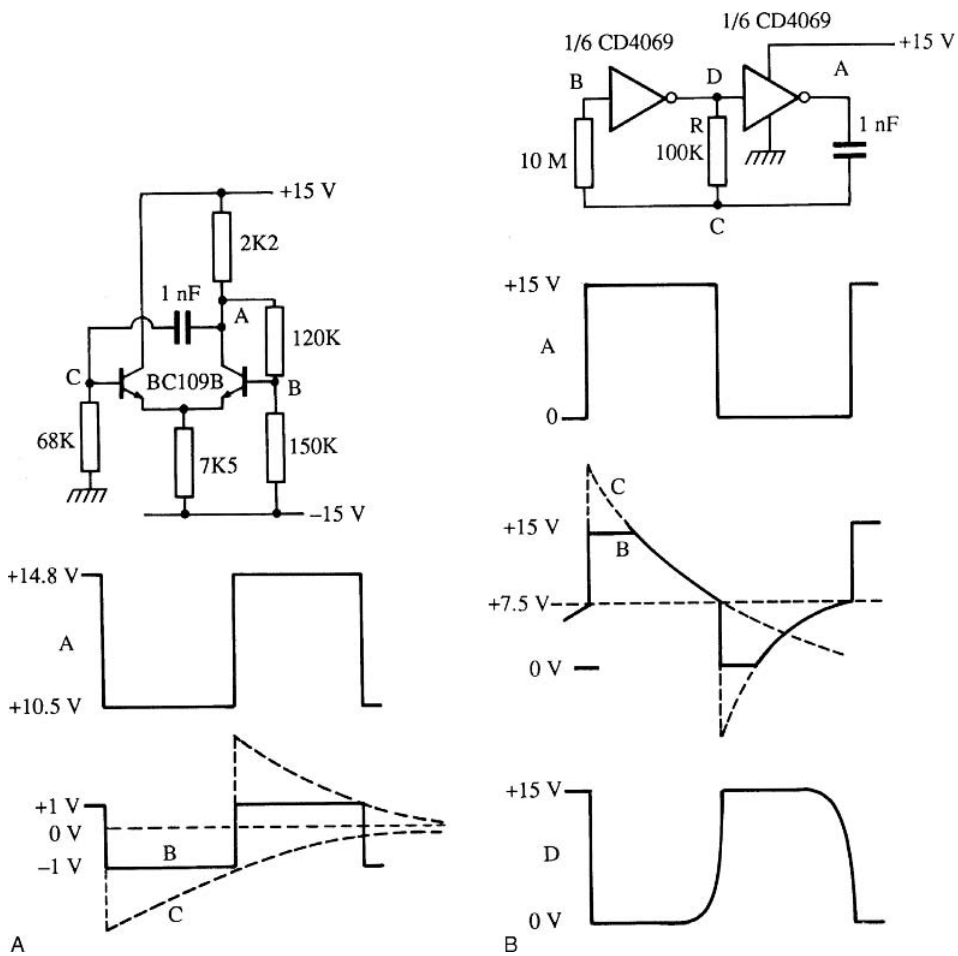 +15 V
2K2
1 nF
A
120K
C
BC109B
B
68K
7K5
150K
−15 V
+14.8 V
A
+10.5 V
+1 V
0 V
B
−1 V
C
A
1/6 CD4069
1/6 CD4069
+15 V
B
D
A
R
1 nF
10 M
100K
C
+15 V
A
0
C
+15 V
B
+7.5 V
0 V
+15 V
D
0 V
B